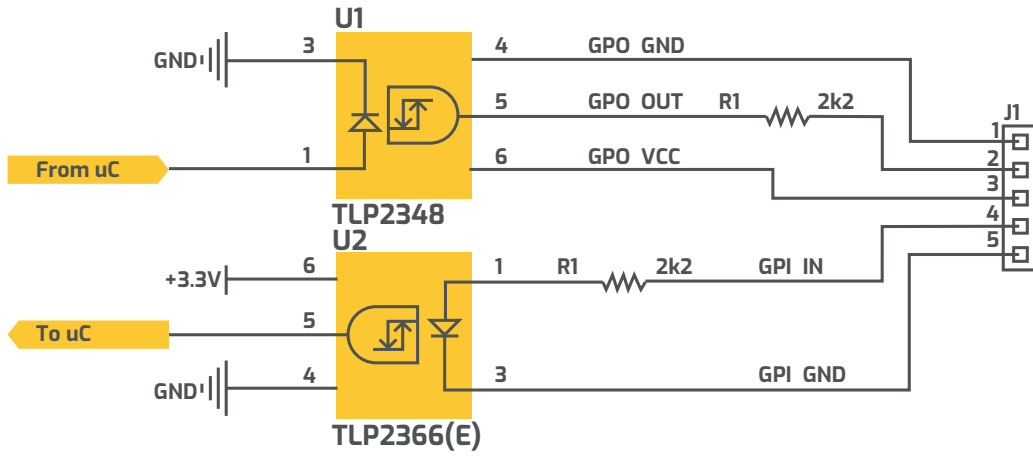 U1
3 4 GPO GND
GND
5 GPO OUT R1 2k2
J1
1
1 6 GPO VCC
From uC
2
3
TLP2348
U2
4
6 1 R1 2k2 GPI IN
5
+3.3V
5
To uC
4 3 GPI GND
GND
TLP2366(E)